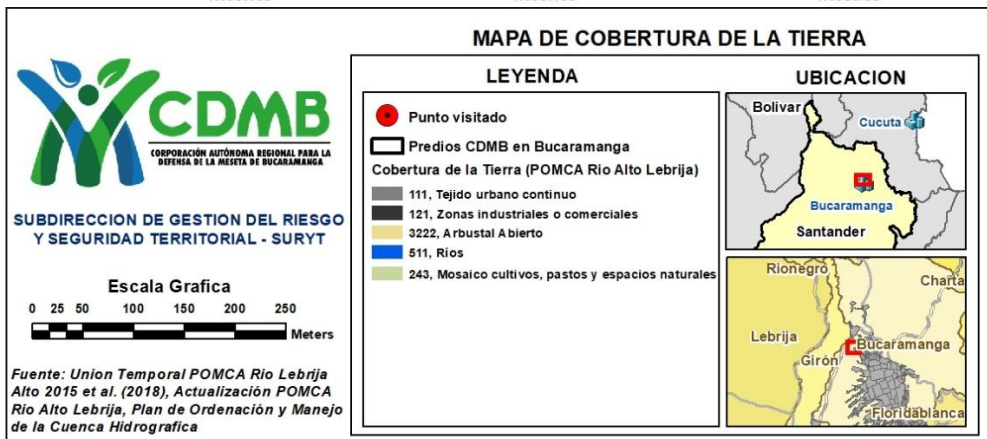 CDMB
CORPORACIÓN AUTÓNOMA REGIONAL PARA LA
DEFENSA DE LA MESETA DE BUCARAMANGA
SUBDIRECCION DE GESTION DEL RIESGO
Y SEGURIDAD TERRITORIAL - SURYT
Escala Grafica
0 25 50 100 150 200 250
Meters
Fuente: Union Temporal POMCA Rio Lebrija
Alto 2015 et al. (2018), Actualización POMCA
Rio Alto Lebrija, Plan de Ordenación y Manejo
de la Cuenca Hidrografica
MAPA DE COBERTURA DE LA TIERRA
LEYENDA
Punto visitado
Predios CDMB en Bucaramanga
Cobertura de la Tierra (POMCA Rio Alto Lebrija)
111, Tejido urbano continuo
121, Zonas industriales o comerciales
3222, Arbustal Abierto
511, Ríos
243, Mosaico cultivos, pastos y espacios naturales
UBICACION
Bolívar
Cucuta
Bucaramanga
Santander
Rionegro
Charta
Lebrija
Bucaramanga
Girón
Floridablanca